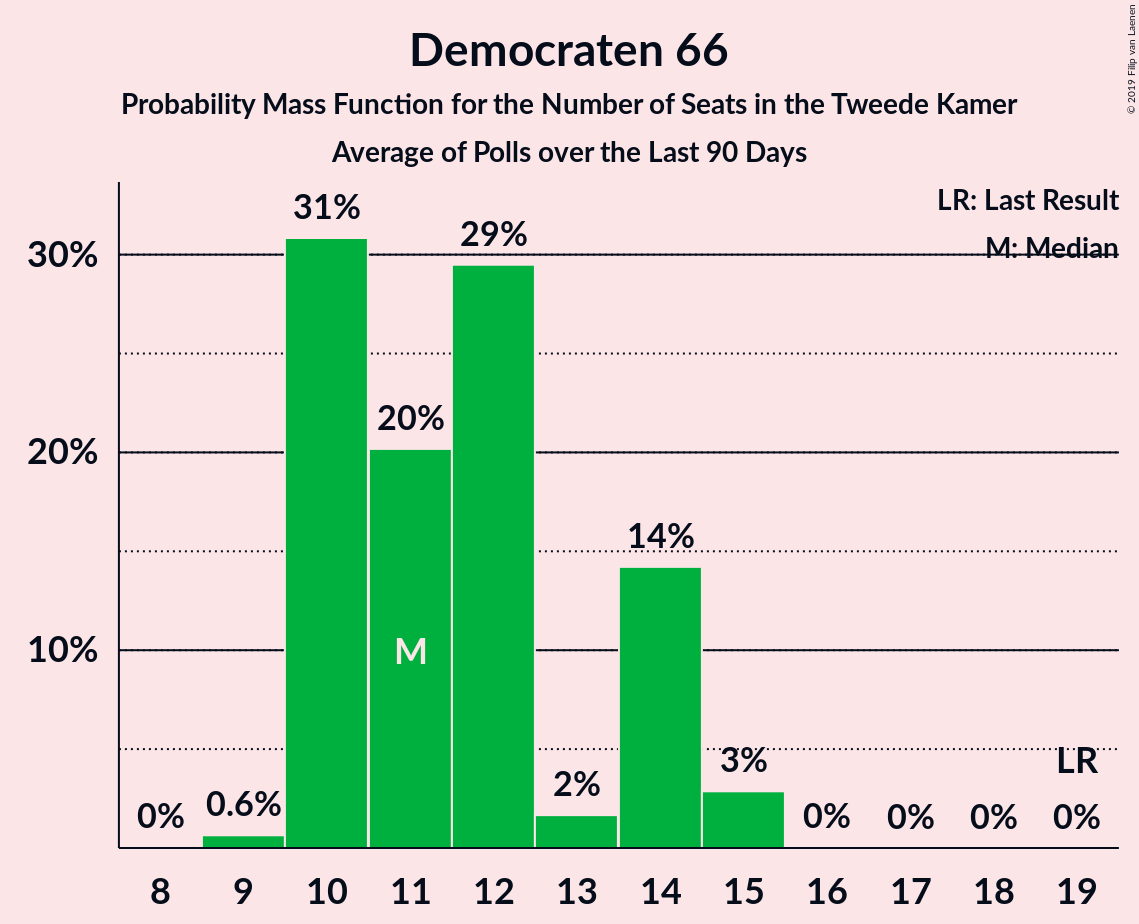 Democraten 66
Probability Mass Function for the Number of Seats in the Tweede Kamer
Average of Polls over the Last 90 Days
© 2019 Filip van Laenen
LR: Last Result
M: Median
31%
29%
30%
20%
20%
14%
10%
M
3%
LR
2%
0%
0.6%
0%
0%
0%
0%
8 9 10 11 12 13 14 15 16 17 18 19